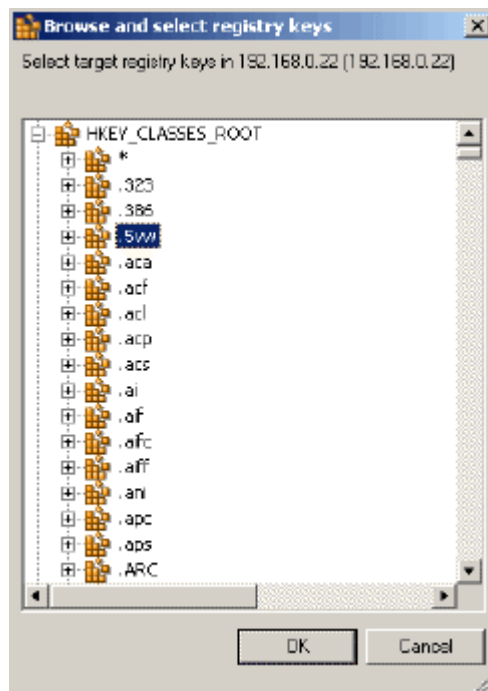 Browse and select registry keys
Select target registry keys in 192.168.0.22 (192.168.0.22)
HKEY_CLASSES_ROOT
*
.323
.386
.5vw
.aca
.acf
.acl
.acp
.acs
.ai
.aif
.aifc
.aiff
.ani
.apc
.aps
.ARC
OK
Cancel